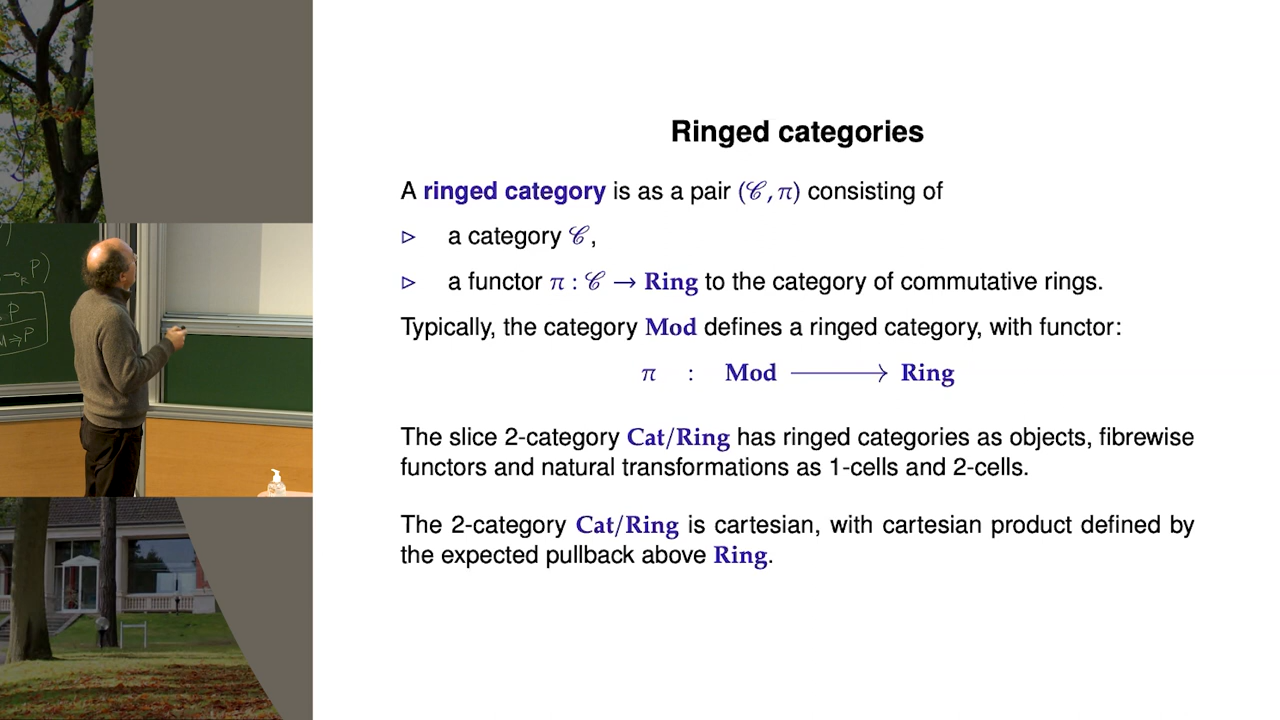 Ringed categories
A ringed category is as a pair (𝒞, π) consisting of
▷ a category 𝒞,
▷ a functor π : 𝒞 → Ring to the category of commutative rings.
Typically, the category Mod defines a ringed category, with functor:
π : Mod ⟶ Ring
The slice 2-category Cat/Ring has ringed categories as objects, fibrewise
functors and natural transformations as 1-cells and 2-cells.
The 2-category Cat/Ring is cartesian, with cartesian product defined by
the expected pullback above Ring.